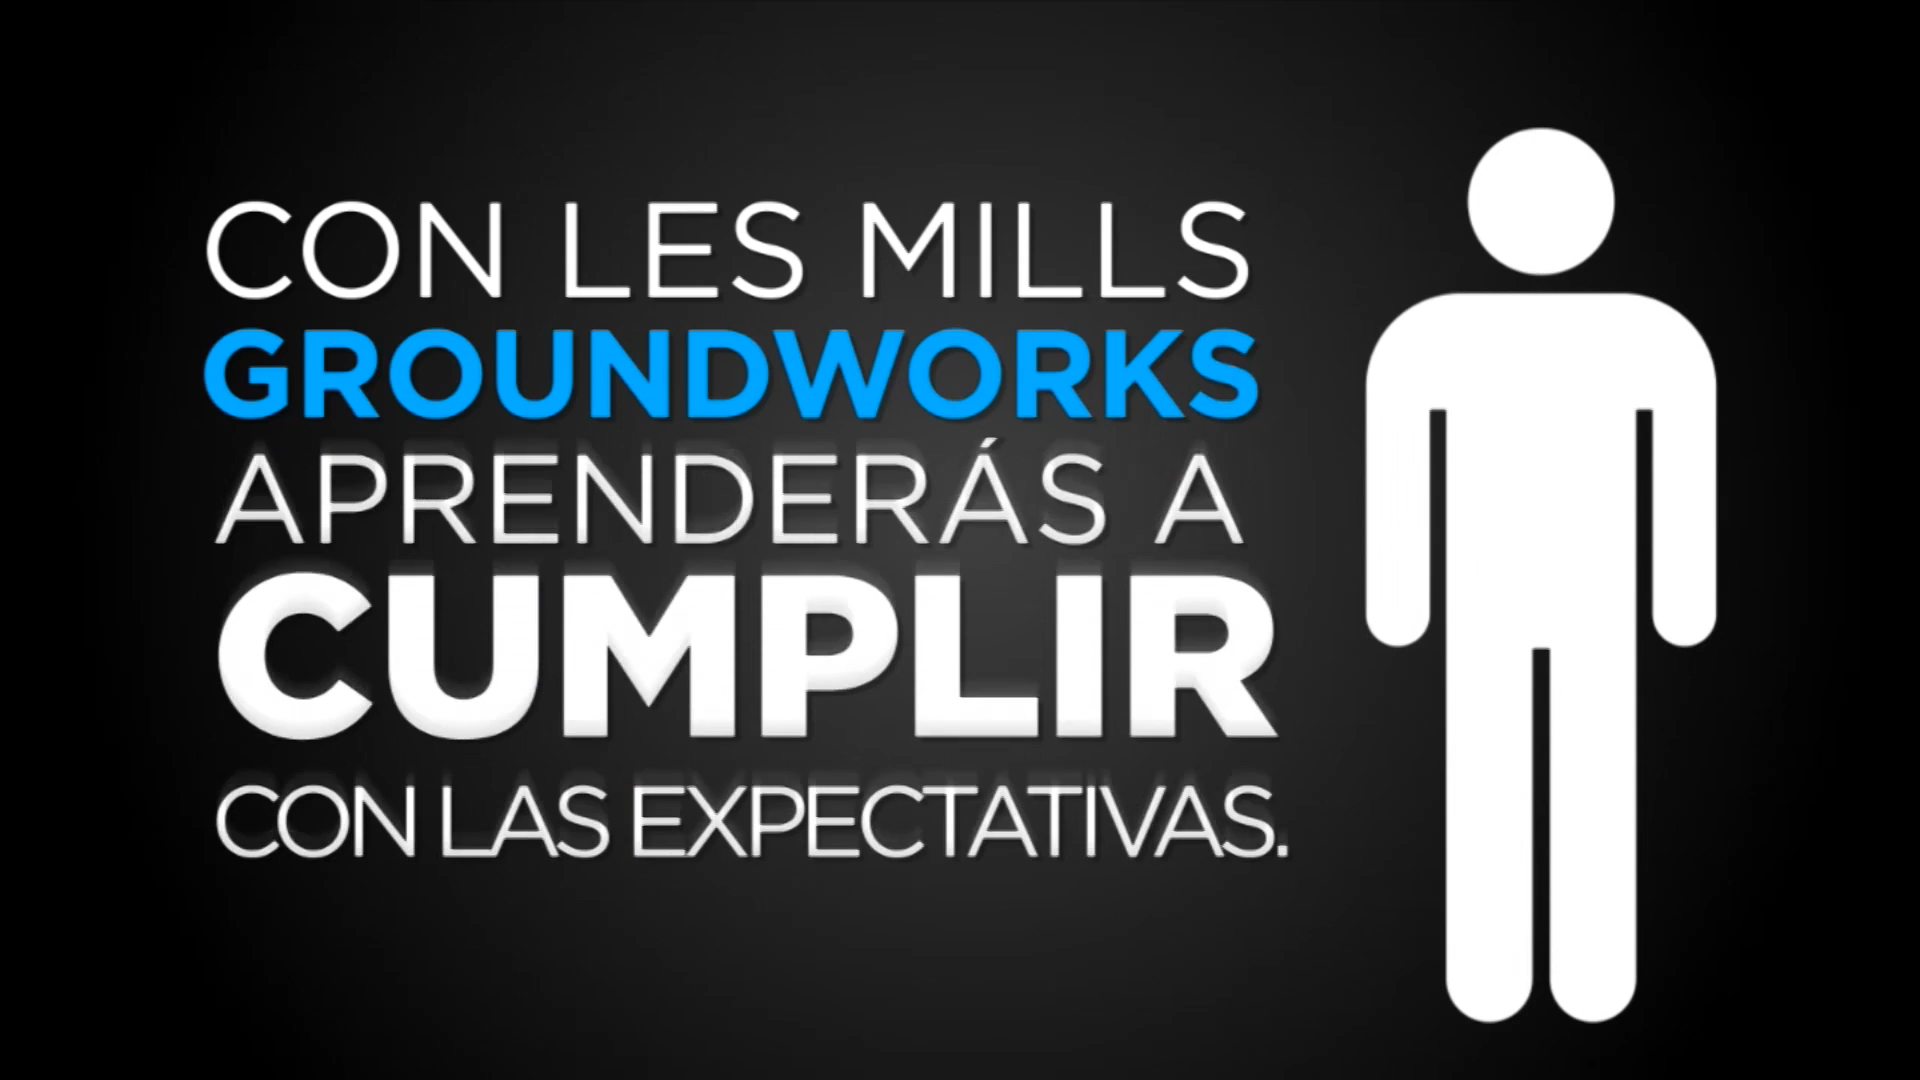 CON LES MILLS
GROUNDWORKS
APRENDERÁS A
CUMPLIR
CON LAS EXPECTATIVAS.